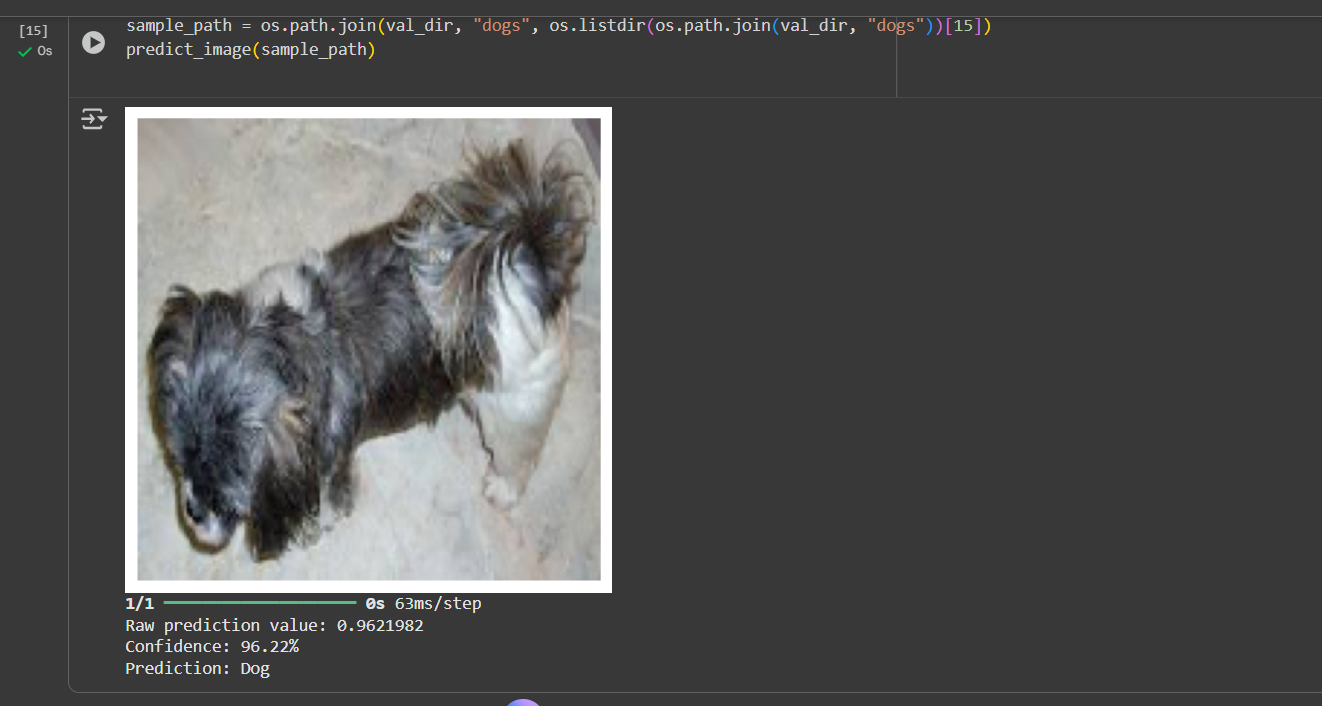 [15]
0s
sample_path = os.path.join(val_dir, "dogs", os.listdir(os.path.join(val_dir, "dogs"))[15])
predict_image(sample_path)
1/1 0s 63ms/step
Raw prediction value: 0.9621982
Confidence: 96.22%
Prediction: Dog